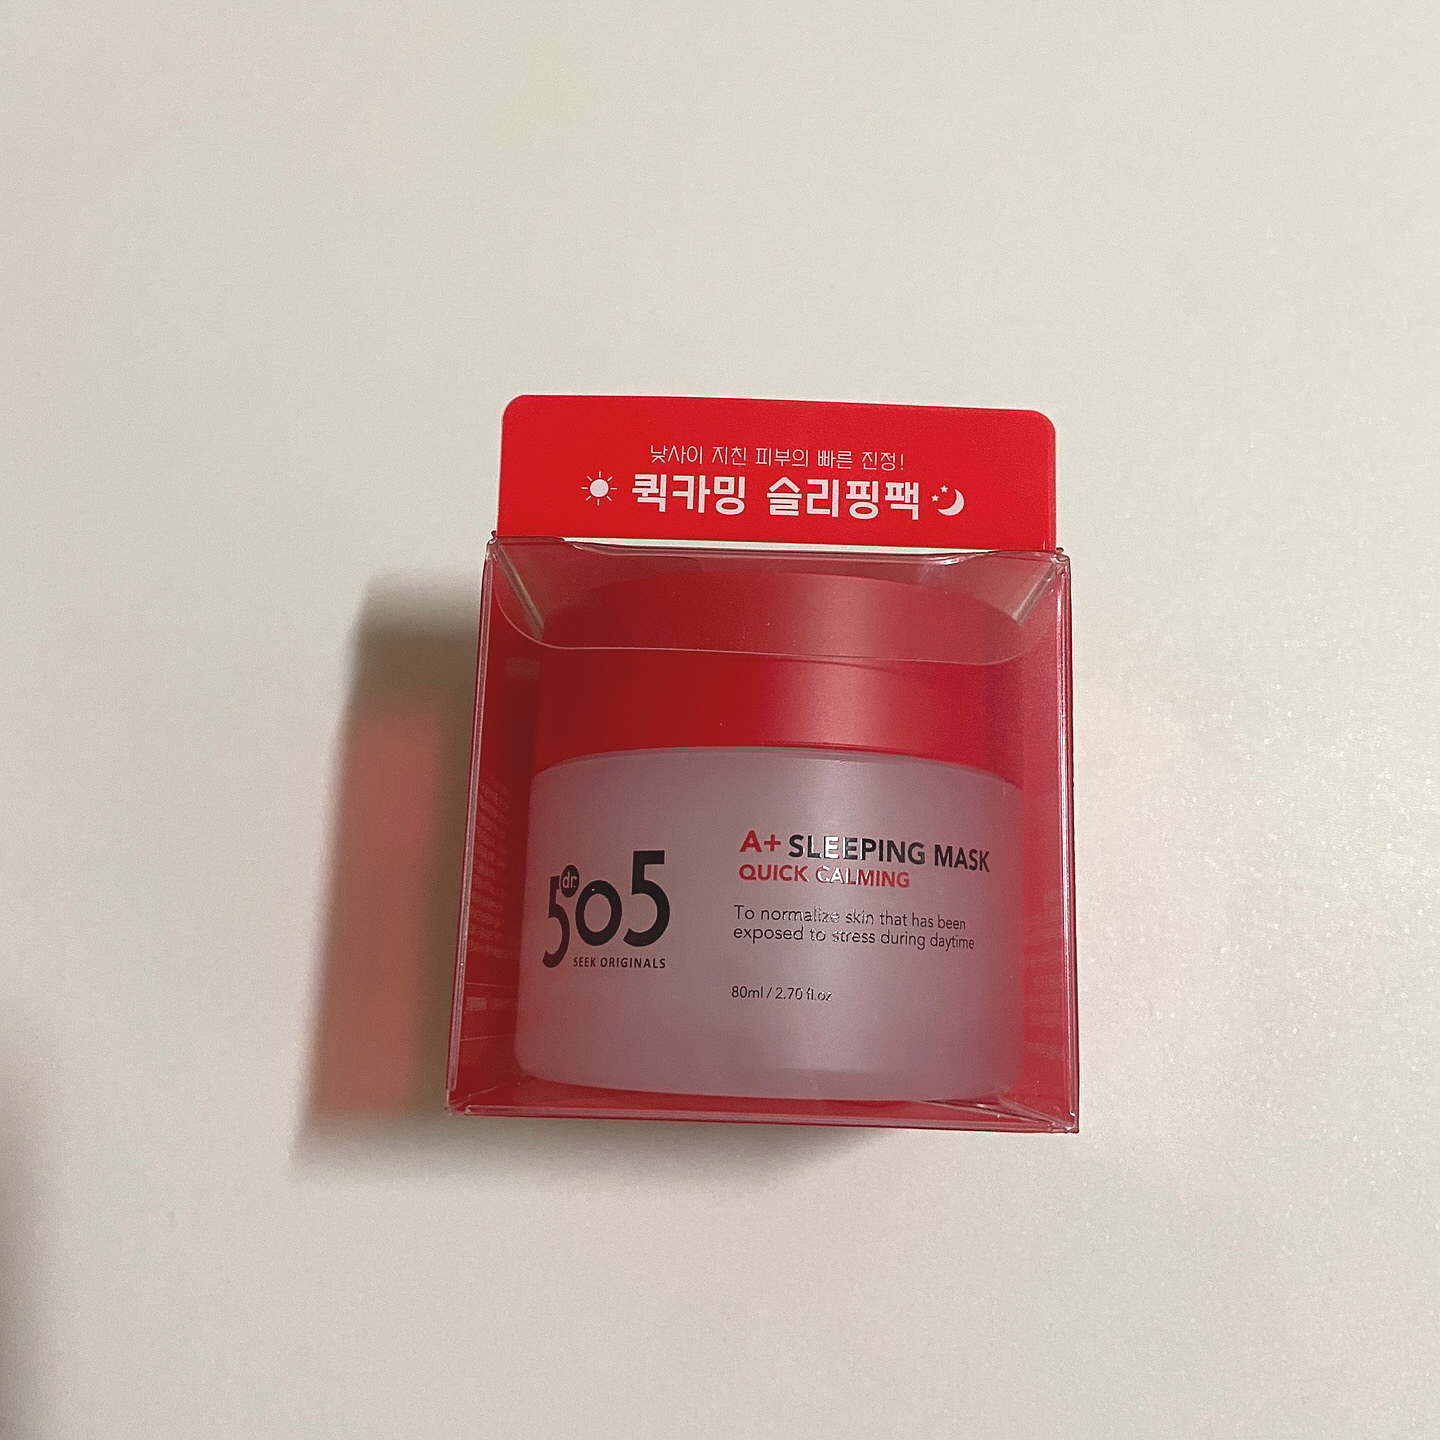 낮사이 지친 피부의 빠른 진정!
퀵카밍 슬리핑팩
dr.
505
SEEK ORIGINALS
A+ SLEEPING MASK
QUICK CALMING
To normalize skin that has been
exposed to stress during daytime
80ml / 2.70 fl.oz